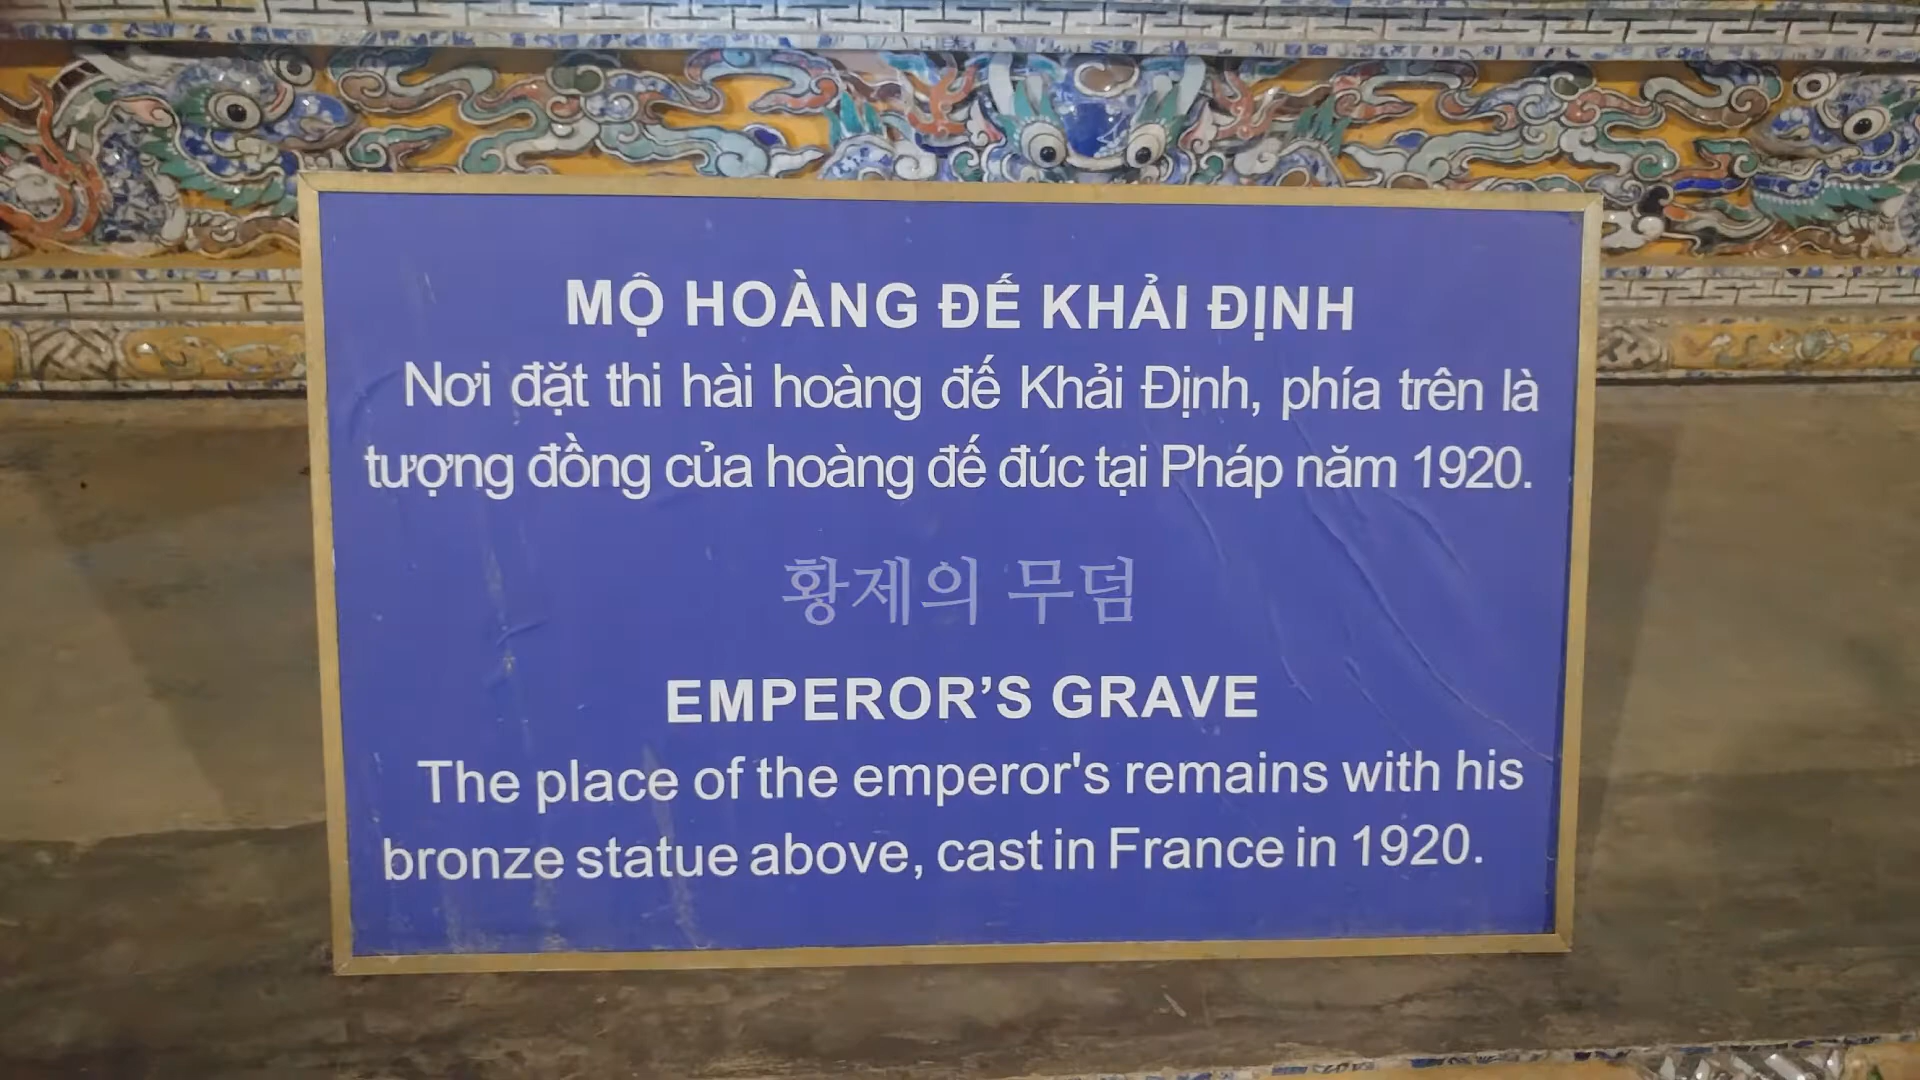 MỘ HOÀNG ĐẾ KHẢI ĐỊNH
Nơi đặt thi hài hoàng đế Khải Định, phía trên là
tượng đồng của hoàng đế đúc tại Pháp năm 1920.
황제의 무덤
EMPEROR’S GRAVE
The place of the emperor's remains with his
bronze statue above, cast in France in 1920.